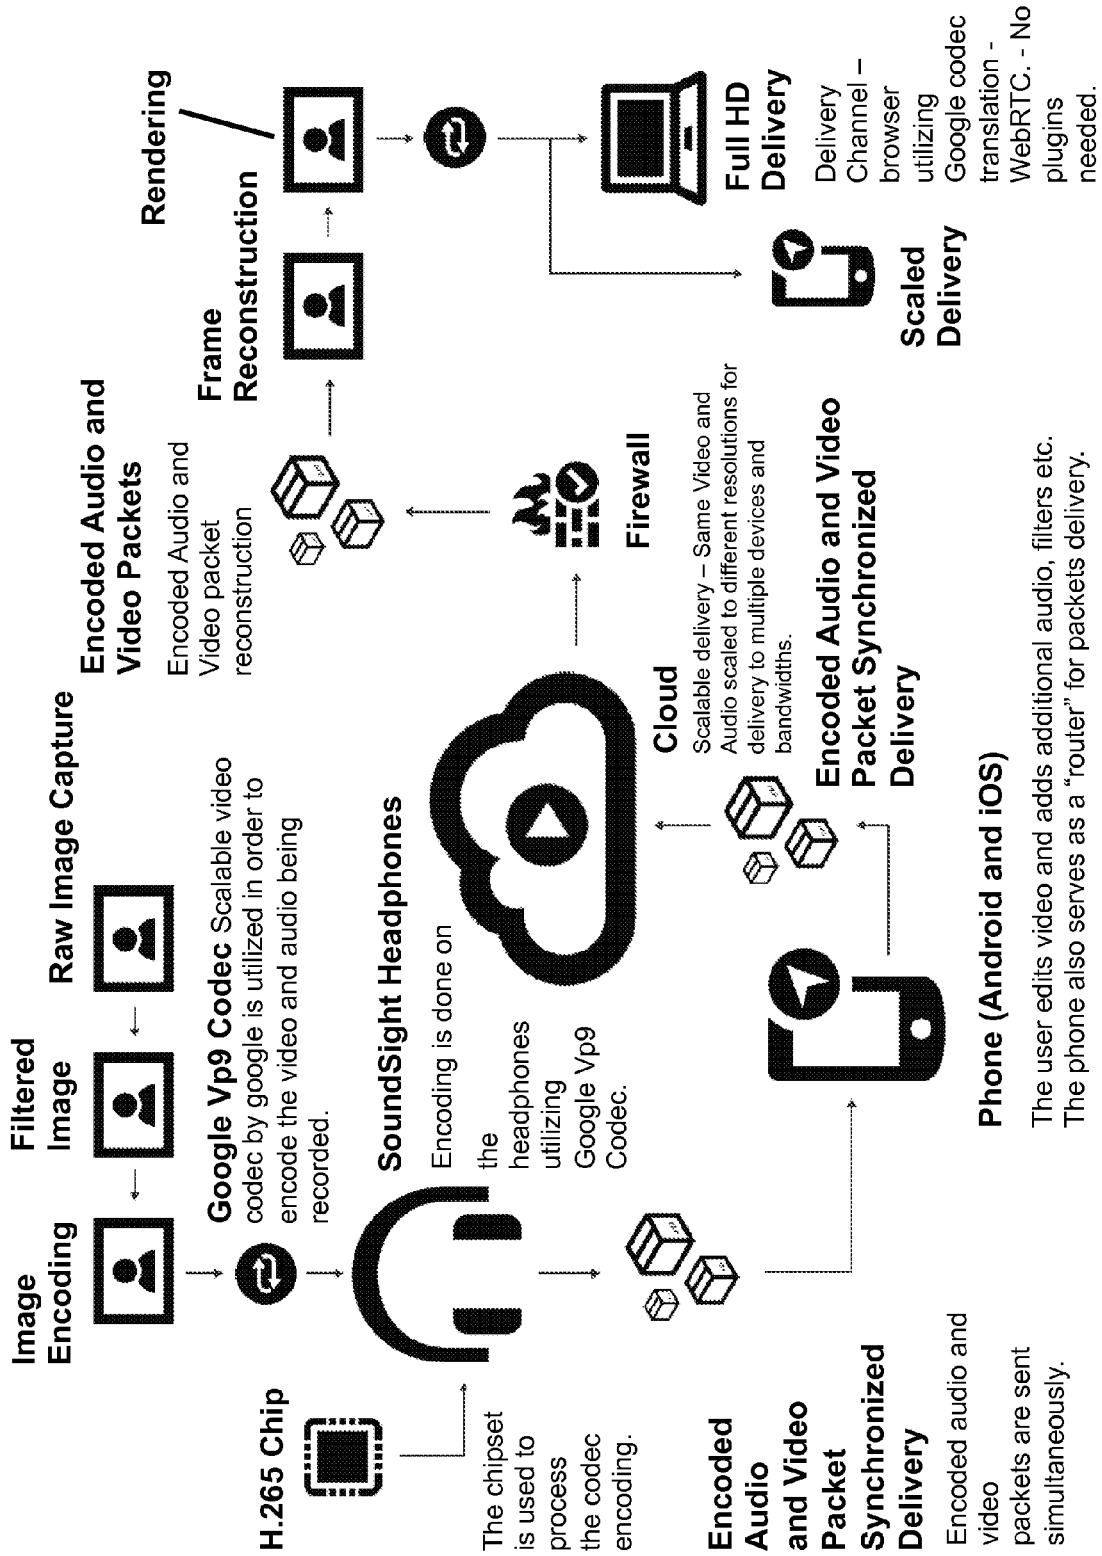 Image
Encoding
Filtered
Image
Raw Image Capture
Encoded Audio and
Video Packets
Encoded Audio and
Video packet
reconstruction
Frame
Reconstruction
Rendering
H.265 Chip
The chipset
is used to
process
the codec
encoding.
Google Vp9 Codec Scalable video
codec by google is utilized in order to
encode the video and audio being
recorded.
SoundSight Headphones
Encoding is done on
the
headphones
utilizing
Google Vp9
Codec.
Cloud
Scalable delivery – Same Video and
Audio scaled to different resolutions for
delivery to multiple devices and
bandwidths.
Firewall
Full HD
Delivery
Delivery
Channel –
browser
utilizing
Google codec
translation -
WebRTC. - No
plugins
needed.
Scaled
Delivery
Encoded
Audio
and Video
Packet
Synchronized
Delivery
Encoded audio and
video
packets are sent
simultaneously.
Encoded Audio and Video
Packet Synchronized
Delivery
Phone (Android and iOS)
The user edits video and adds additional audio, filters etc.
The phone also serves as a “router” for packets delivery.